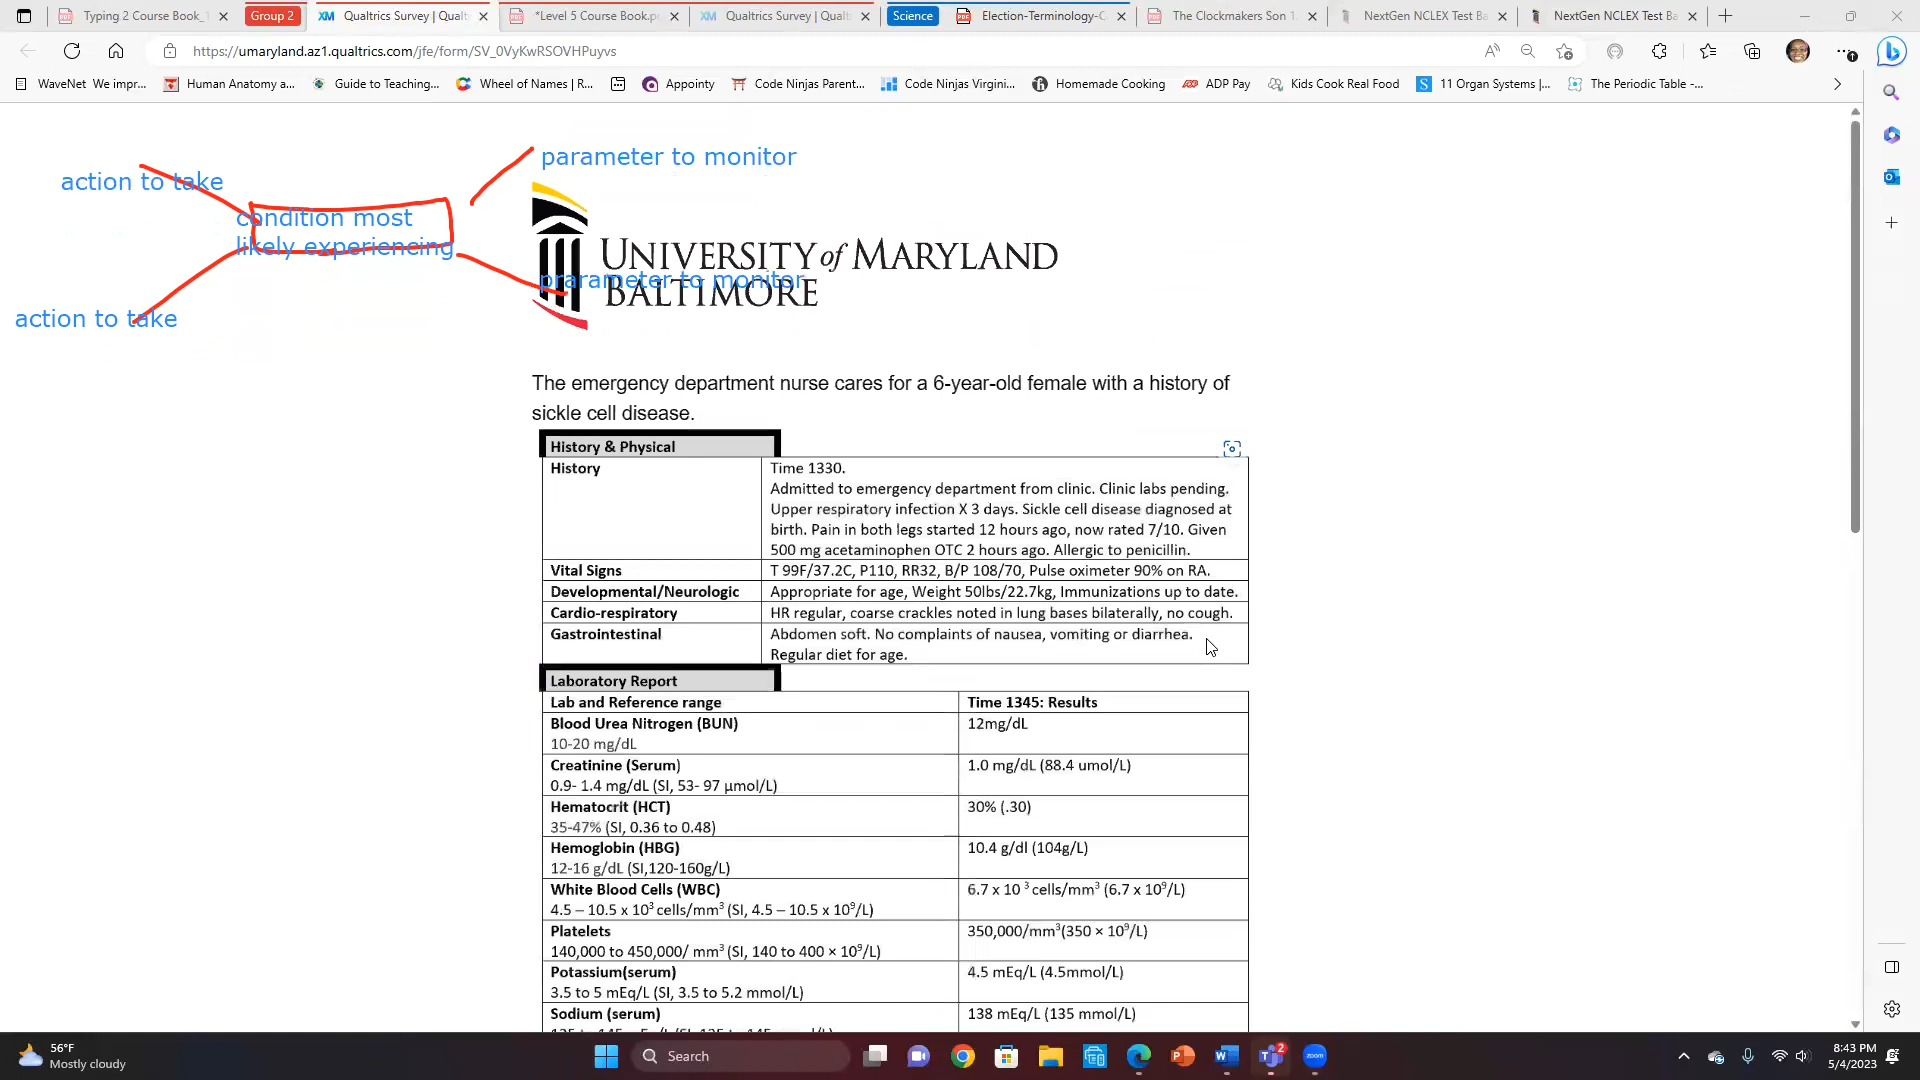 Typing 2 Course Book_1
Group 2
Qualtrics Survey | Qualt
*Level 5 Course Book.p
Qualtrics Survey | Qualt
Science
Election-Terminology-C
The Clockmakers Son 1.
NextGen NCLEX Test Ba
NextGen NCLEX Test Ba
https://umaryland.az1.qualtrics.com/jfe/form/SV_0VyKwRSOVHPuyvs
WaveNet We impr...
Human Anatomy a...
Guide to Teaching...
Wheel of Names | R...
Appointy
Code Ninjas Parent...
Code Ninjas Virgini...
Homemade Cooking
ADP Pay
Kids Cook Real Food
11 Organ Systems |...
The Periodic Table -...
parameter to monitor
action to take
condition most
likely experiencing
UNIVERSITY of MARYLAND
prarameter to monitor
BALTIMORE
action to take
The emergency department nurse cares for a 6-year-old female with a history of
sickle cell disease.
History & Physical
History
Time 1330.
Admitted to emergency department from clinic. Clinic labs pending.
Upper respiratory infection X 3 days. Sickle cell disease diagnosed at
birth. Pain in both legs started 12 hours ago, now rated 7/10. Given
500 mg acetaminophen OTC 2 hours ago. Allergic to penicillin.
Vital Signs
T 99F/37.2C, P110, RR32, B/P 108/70, Pulse oximeter 90% on RA.
Developmental/Neurologic
Appropriate for age, Weight 50lbs/22.7kg, Immunizations up to date.
Cardio-respiratory
HR regular, coarse crackles noted in lung bases bilaterally, no cough.
Gastrointestinal
Abdomen soft. No complaints of nausea, vomiting or diarrhea.
Regular diet for age.
Laboratory Report
Lab and Reference range
Time 1345: Results
Blood Urea Nitrogen (BUN)
10-20 mg/dL
12mg/dL
Creatinine (Serum)
0.9- 1.4 mg/dL (SI, 53- 97 µmol/L)
1.0 mg/dL (88.4 umol/L)
Hematocrit (HCT)
35-47% (SI, 0.36 to 0.48)
30% (.30)
Hemoglobin (HBG)
12-16 g/dL (SI,120-160g/L)
10.4 g/dl (104g/L)
White Blood Cells (WBC)
4.5 – 10.5 x 10³ cells/mm³ (SI, 4.5 – 10.5 x 10⁹/L)
6.7 x 10 ³ cells/mm³ (6.7 x 10⁹/L)
Platelets
140,000 to 450,000/ mm³ (SI, 140 to 400 × 10⁹/L)
350,000/mm³(350 × 10⁹/L)
Potassium(serum)
3.5 to 5 mEq/L (SI, 3.5 to 5.2 mmol/L)
4.5 mEq/L (4.5mmol/L)
Sodium (serum)
138 mEq/L (135 mmol/L)
56°F
Mostly cloudy
Search
2
zoom
8:43 PM
5/4/2023